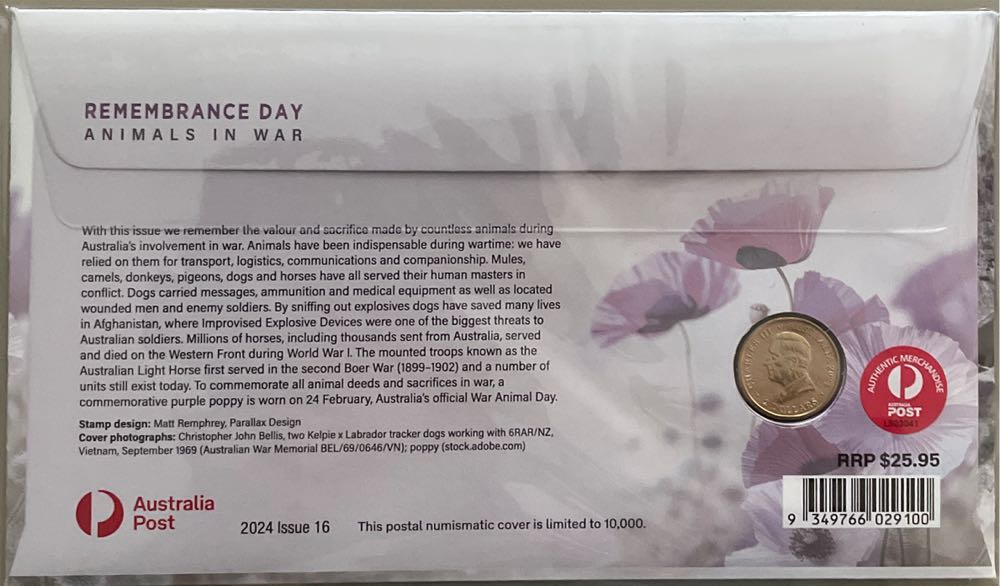 REMEMBRANCE DAY
ANIMALS IN WAR
With this issue we remember the valour and sacrifice made by countless animals during
Australia's involvement in war. Animals have been indispensable during wartime: we have
relied on them for transport, logistics, communications and companionship. Mules,
camels, donkeys, pigeons, dogs and horses have all served their human masters in
conflict. Dogs carried messages, ammunition and medical equipment as well as located
wounded men and enemy soldiers. By sniffing out explosives dogs have saved many lives
in Afghanistan, where Improvised Explosive Devices were one of the biggest threats to
Australian soldiers. Millions of horses, including thousands sent from Australia, served
and died on the Western Front during World War I. The mounted troops known as the
Australian Light Horse first served in the second Boer War (1899–1902) and a number of
units still exist today. To commemorate all animal deeds and sacrifices in war, a
commemorative purple poppy is worn on 24 February, Australia's official War Animal Day.
Stamp design: Matt Remphrey, Parallax Design
Cover photographs: Christopher John Bellis, two Kelpie x Labrador tracker dogs working with 6RAR/NZ,
Vietnam, September 1969 (Australian War Memorial BEL/69/0646/VN); poppy (stock.adobe.com)
AUTHENTIC MERCHANDISE
AUSTRALIA
POST
RRP $25.95
9 349766 029100
Australia
Post
2024 Issue 16
This postal numismatic cover is limited to 10,000.